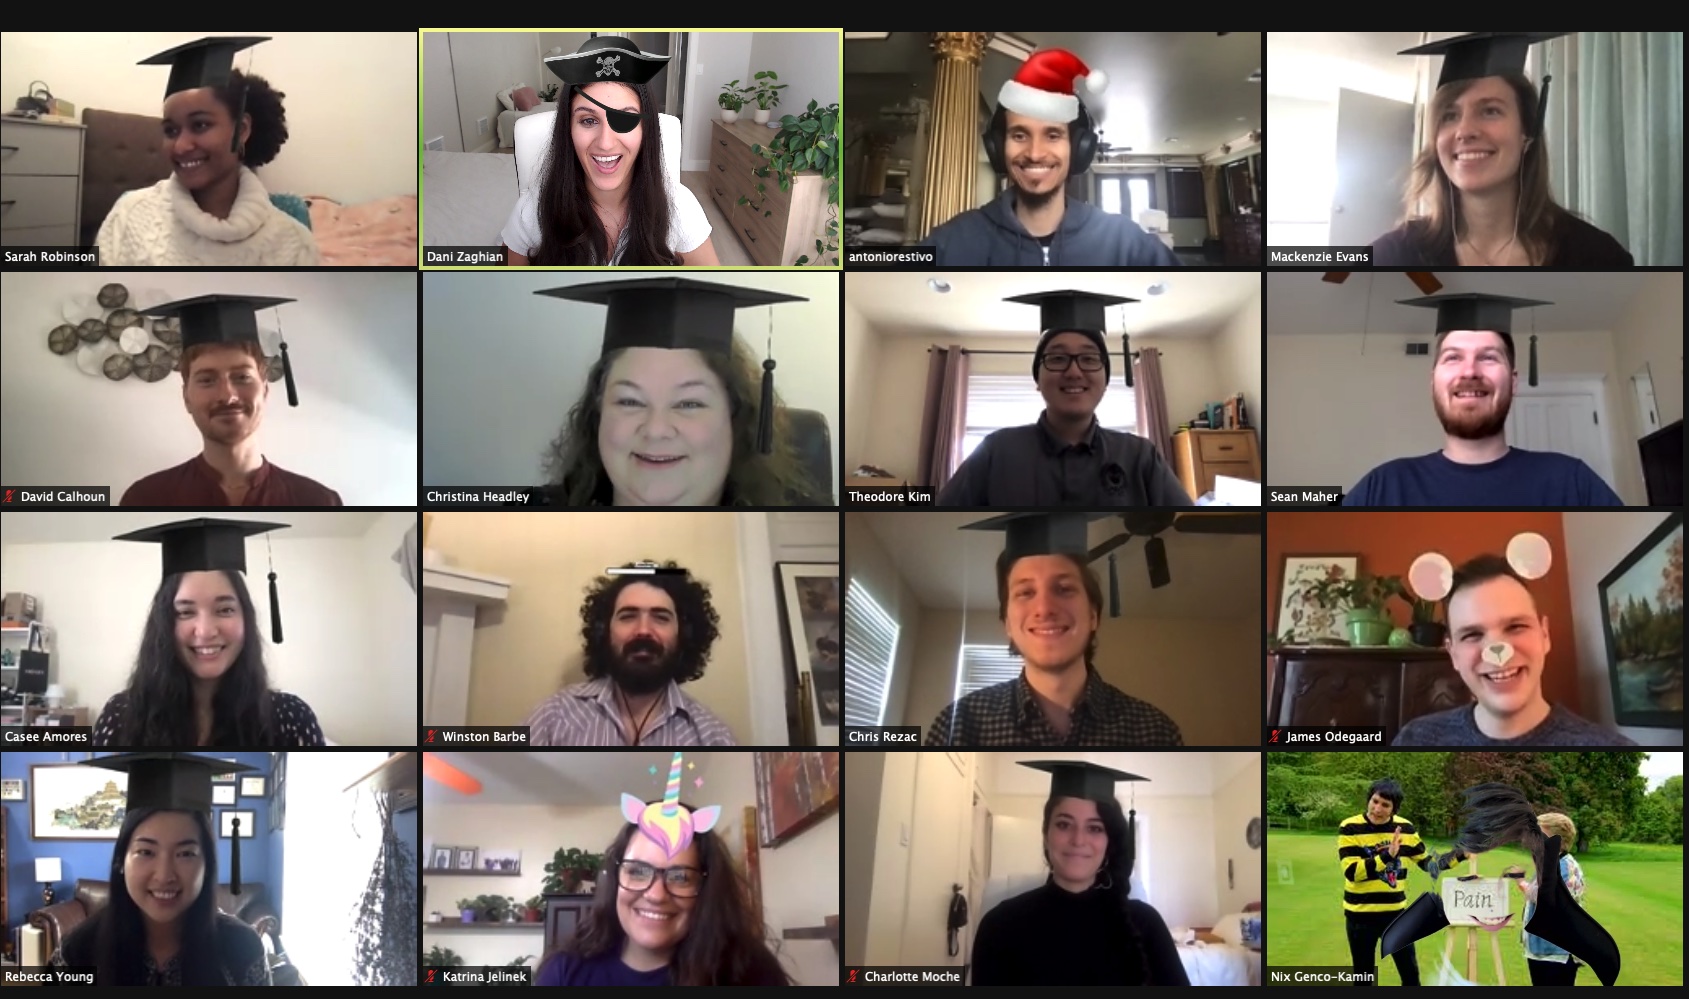 Sarah Robinson
Dani Zaghian
antoniorestivo
Mackenzie Evans
David Calhoun
Christina Headley
Theodore Kim
Sean Maher
Casee Amores
Winston Barbe
Chris Rezac
James Odegaard
Pain
Rebecca Young
Katrina Jelinek
Charlotte Moche
Nix Genco-Kamin